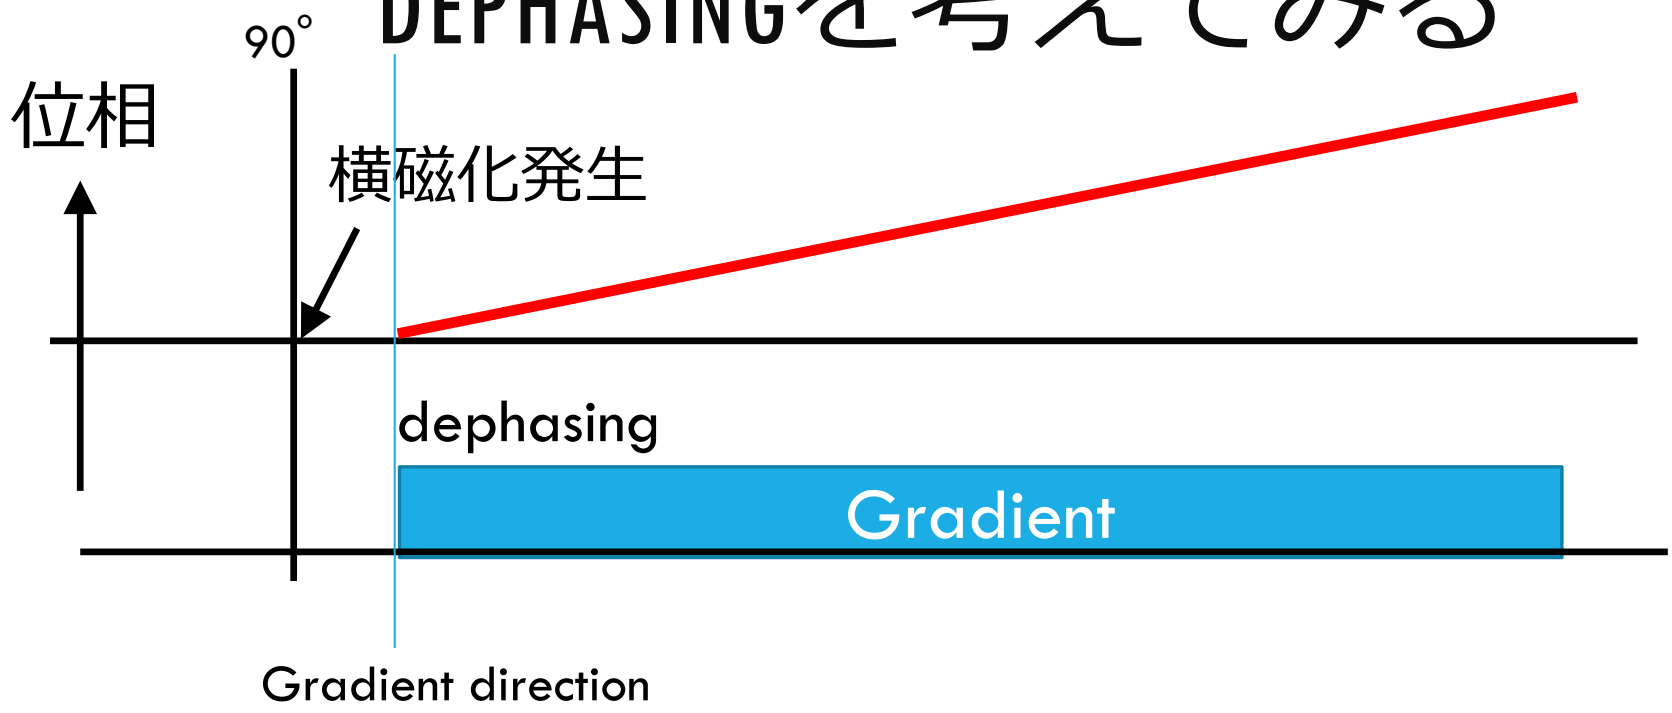 DEPHASINGを考えてみる
90°
位相
横磁化発生
dephasing
Gradient
Gradient direction